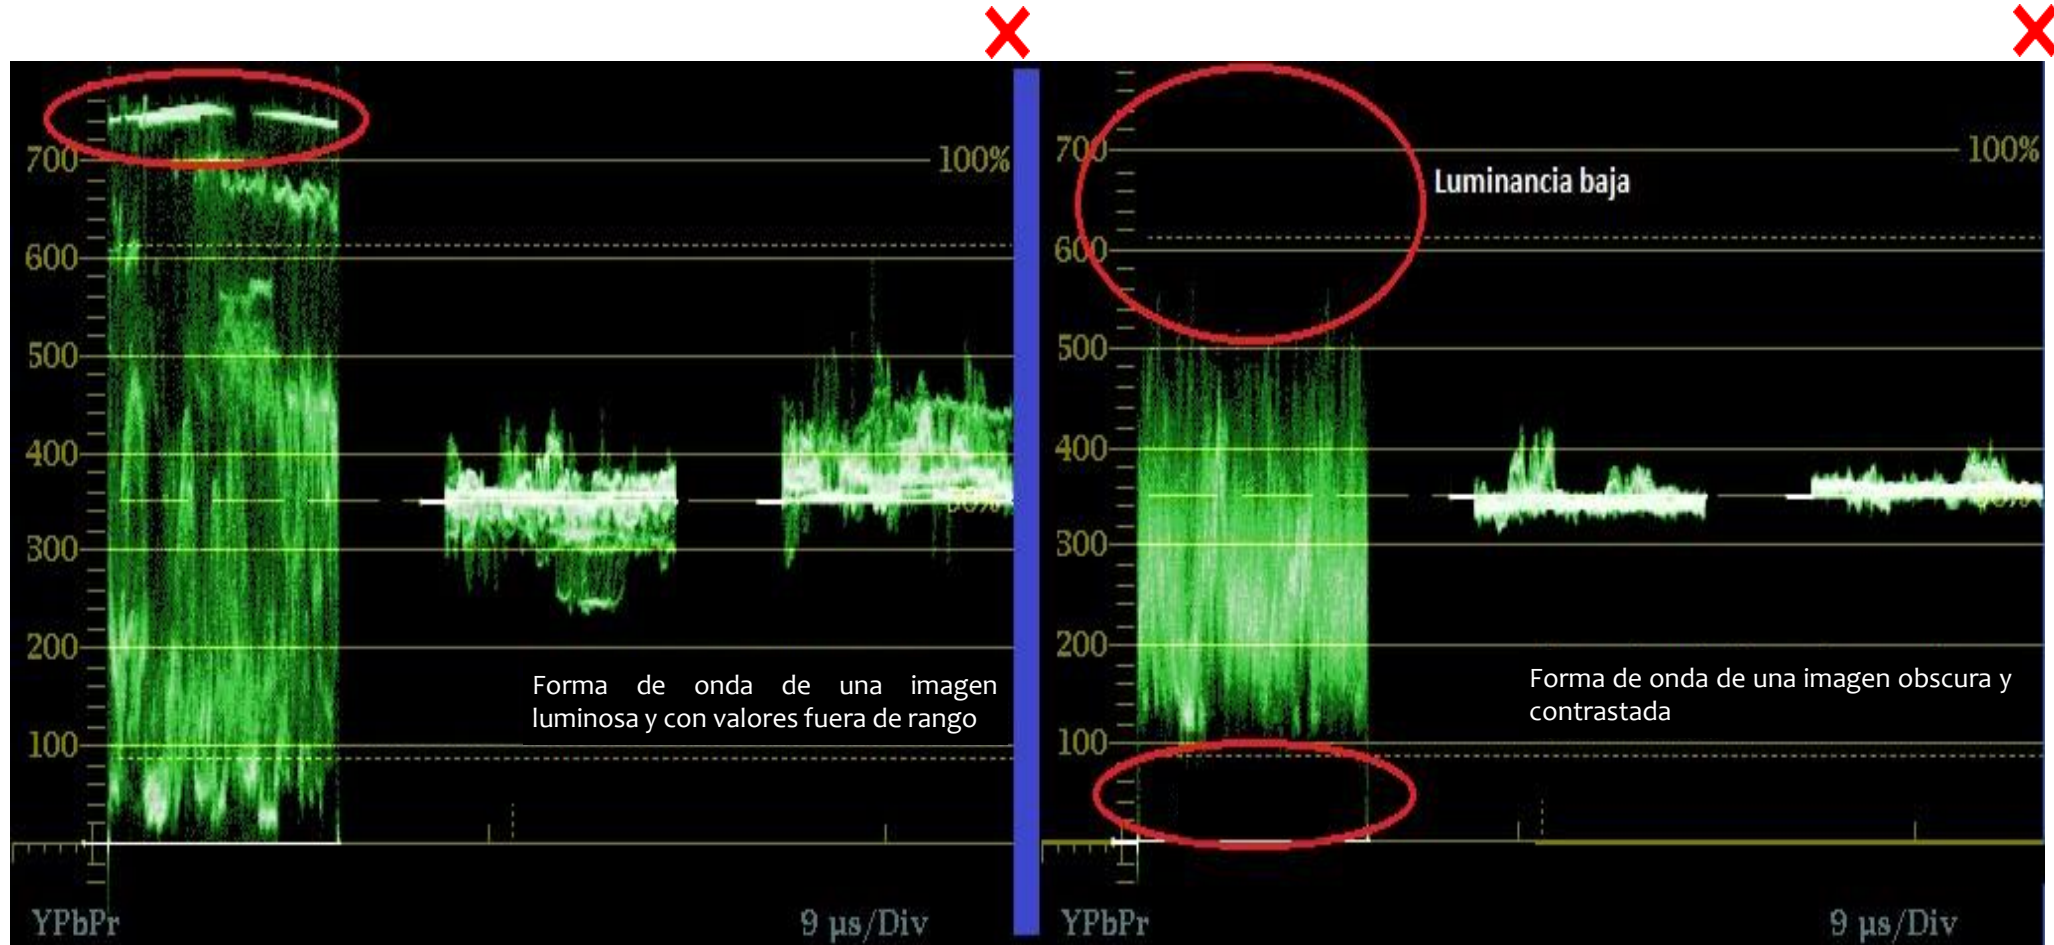 700
100%
600
500
400
300
200
100
Forma de onda de una imagen
luminosa y con valores fuera de rango
YPbPr
9 µs/Div
700
100%
Luminancia baja
600
500
400
300
200
100
Forma de onda de una imagen obscura y
contrastada
YPbPr
9 µs/Div